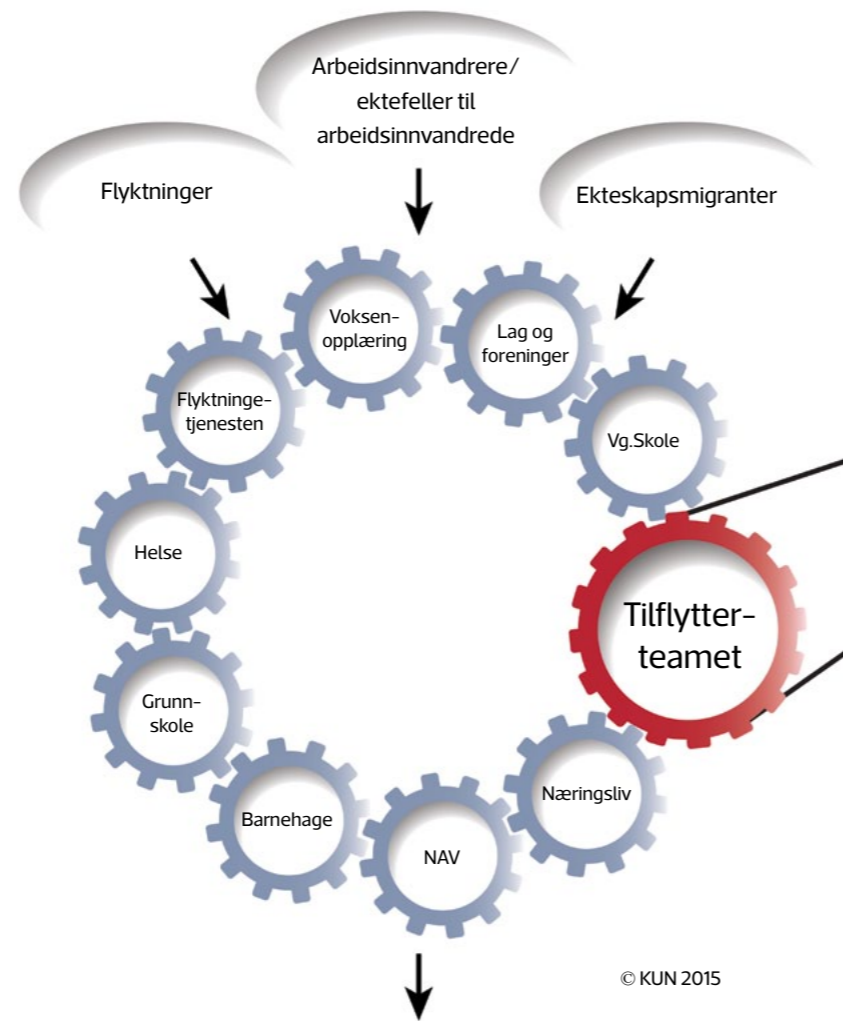 Arbeidsinnvandrere/
ektefeller til
arbeidsinnvandrede
Flyktninger
Ekteskapsmigranter
Voksen-
opplæring
Lag og
foreninger
Flyktninge-
tjenesten
Vg.Skole
Helse
Tilflytter-
teamet
Grunn-
skole
Næringsliv
Barnehage
NAV
© KUN 2015